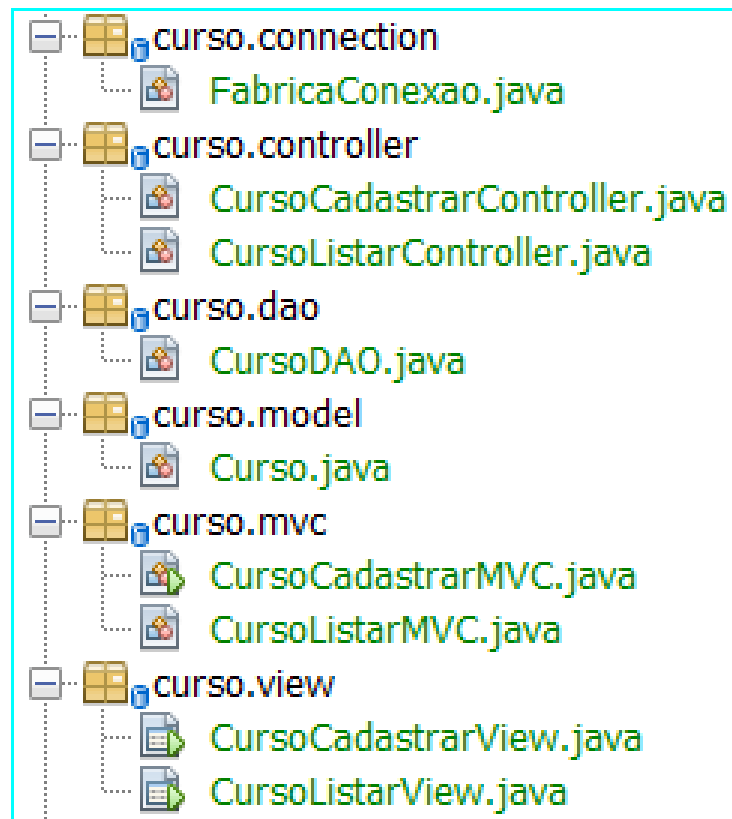 curso.connection
FabricaConexao.java
curso.controller
CursoCadastrarController.java
CursoListarController.java
curso.dao
CursoDAO.java
curso.model
Curso.java
curso.mvc
CursoCadastrarMVC.java
CursoListarMVC.java
curso.view
CursoCadastrarView.java
CursoListarView.java